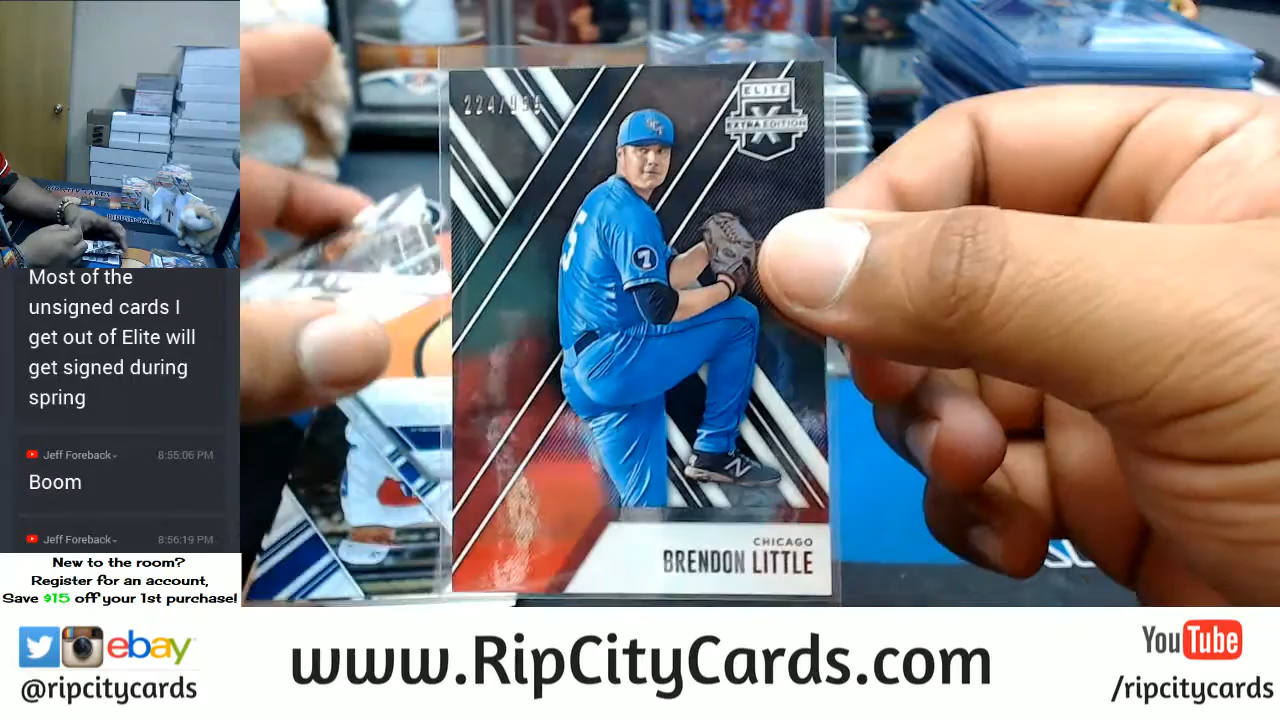 Most of the
unsigned cards I
get out of Elite will
get signed during
spring
Jeff Foreback
8:55:06 PM
Boom
Jeff Foreback
8:56:19 PM
New to the room?
Register for an account,
Save $15 off your 1st purchase!
ELITE
X
EXTRA EDITION
7
5
CHICAGO
BRENDON LITTLE
ebay
@ripcitycards
www.RipCityCards.com
YouTube
/ripcitycards